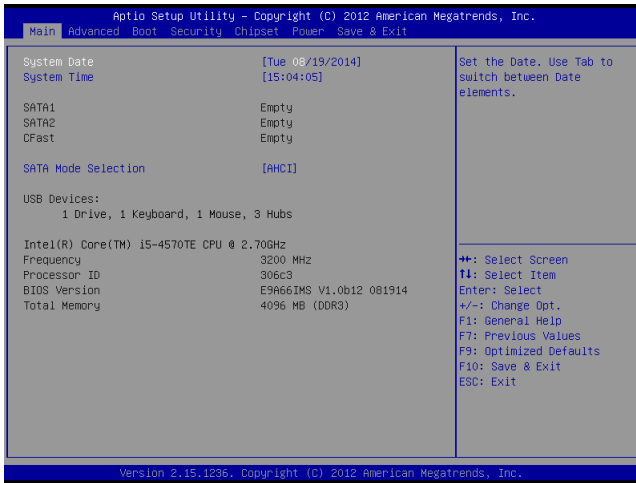 Aptio Setup Utility – Copyright (C) 2012 American Megatrends, Inc.
Main Advanced Boot Security Chipset Power Save & Exit
System Date [Tue 08/19/2014]
System Time [15:04:05]
SATA1 Empty
SATA2 Empty
CFast Empty
SATA Mode Selection [AHCI]
USB Devices:
1 Drive, 1 Keyboard, 1 Mouse, 3 Hubs
Intel(R) Core(TM) i5-4570TE CPU @ 2.70GHz
Frequency 3200 MHz
Processor ID 306c3
BIOS Version E9A66IMS V1.0b12 081914
Total Memory 4096 MB (DDR3)
Set the Date. Use Tab to
switch between Date
elements.
→←: Select Screen
↑↓: Select Item
Enter: Select
+/-: Change Opt.
F1: General Help
F7: Previous Values
F9: Optimized Defaults
F10: Save & Exit
ESC: Exit
Version 2.15.1236. Copyright (C) 2012 American Megatrends, Inc.